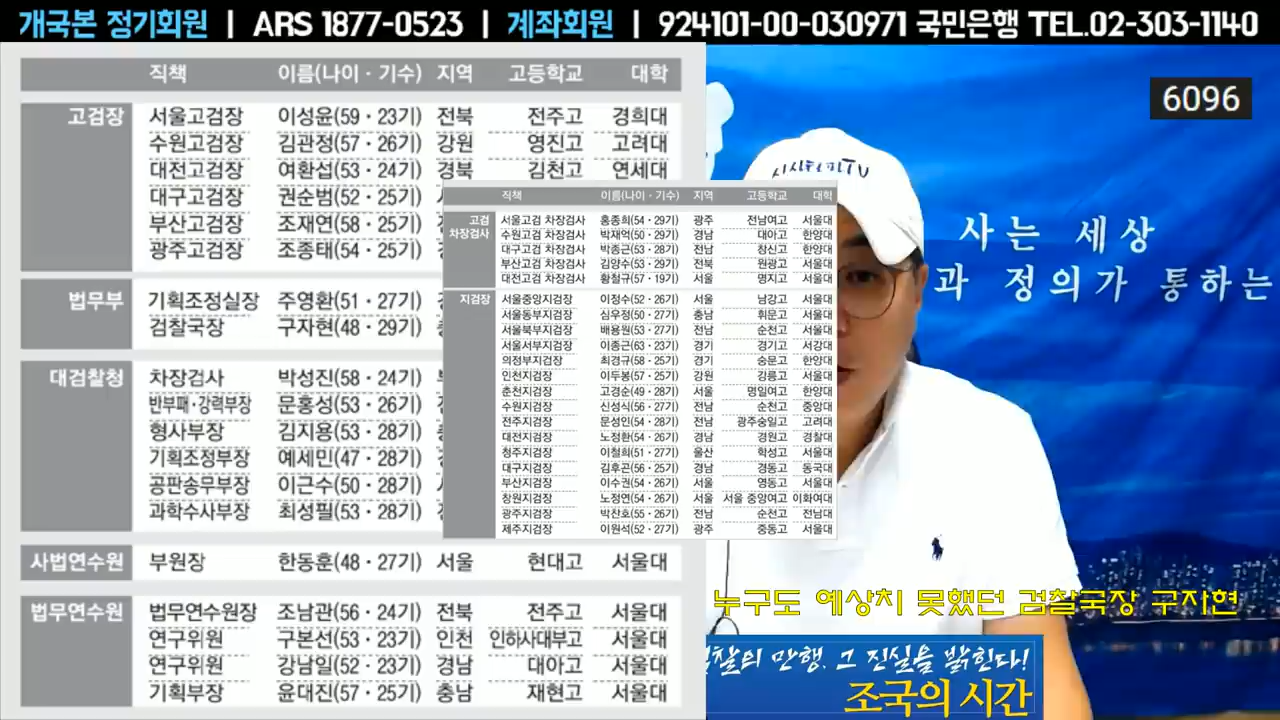 개국본 정기회원 | ARS 1877-0523 | 계좌회원 | 924101-00-030971 국민은행 TEL.02-303-1140
직책 이름(나이·기수) 지역 고등학교 대학
고검장 서울고검장 이성윤(59·23기) 전북 전주고 경희대
수원고검장 김관정(57·26기) 강원 영진고 고려대
대전고검장 여환섭(53·24기) 경북 김천고 연세대
대구고검장 권순범(52·25기)
부산고검장 조재연(58·25기)
광주고검장 조종태(54·25기)
법무부 기획조정실장 주영환(51·27기)
검찰국장 구자현(48·29기)
대검찰청 차장검사 박성진(58·24기)
반부패·강력부장 문홍성(53·26기)
형사부장 김지용(53·28기)
기획조정부장 예세민(47·28기)
공판송무부장 이근수(50·28기)
과학수사부장 최성필(53·28기)
사법연수원 부원장 한동훈(48·27기) 서울 현대고 서울대
법무연수원 법무연수원장 조남관(56·24기) 전북 전주고 서울대
연구위원 구본선(53·23기) 인천 인하사대부고 서울대
연구위원 강남일(52·23기) 경남 대아고 서울대
기획부장 윤대진(57·25기) 충남 재현고 서울대
직책 이름(나이·기수) 지역 고등학교 대학
고검 차장검사 서울고검 차장검사 홍종희(54·29기) 광주 전남여고 서울대
수원고검 차장검사 박재억(50·29기) 경남 대아고 한양대
대구고검 차장검사 박종근(53·28기) 전남 창신고 한양대
부산고검 차장검사 김양수(53·29기) 전북 원광고 서울대
대전고검 차장검사 황철규(57·19기) 서울 명지고 서울대
지검장 서울중앙지검장 이정수(52·26기) 서울 남강고 서울대
서울동부지검장 심우정(50·27기) 충남 휘문고 서울대
서울북부지검장 배용원(53·27기) 전남 순천고 서울대
서울서부지검장 이종근(63·23기) 경기 경기고 서강대
의정부지검장 최경규(58·25기) 경기 숭문고 한양대
인천지검장 이두봉(57·25기) 강원 강릉고 서울대
춘천지검장 고경순(49·28기) 서울 명일여고 한양대
수원지검장 신성식(56·27기) 전남 순천고 중앙대
전주지검장 문성인(54·28기) 전남 광주숭일고 고려대
대전지검장 노정환(54·26기) 경남 경원고 경찰대
청주지검장 이철희(51·27기) 울산 학성고 서울대
대구지검장 김후곤(56·25기) 경남 경동고 동국대
부산지검장 이수권(54·26기) 서울 영동고 서울대
창원지검장 노정연(54·26기) 서울 서울 중앙여고 이화여대
광주지검장 박찬호(55·26기) 전남 순천고 전남대
제주지검장 이원석(52·27기) 광주 중동고 서울대
6096
시사타파TV
사는 세상
과 정의가 통하는
누구도 예상치 못했던 검찰국장 구자현
검찰의 만행, 그 진실을 밝힌다!
조국의 시간